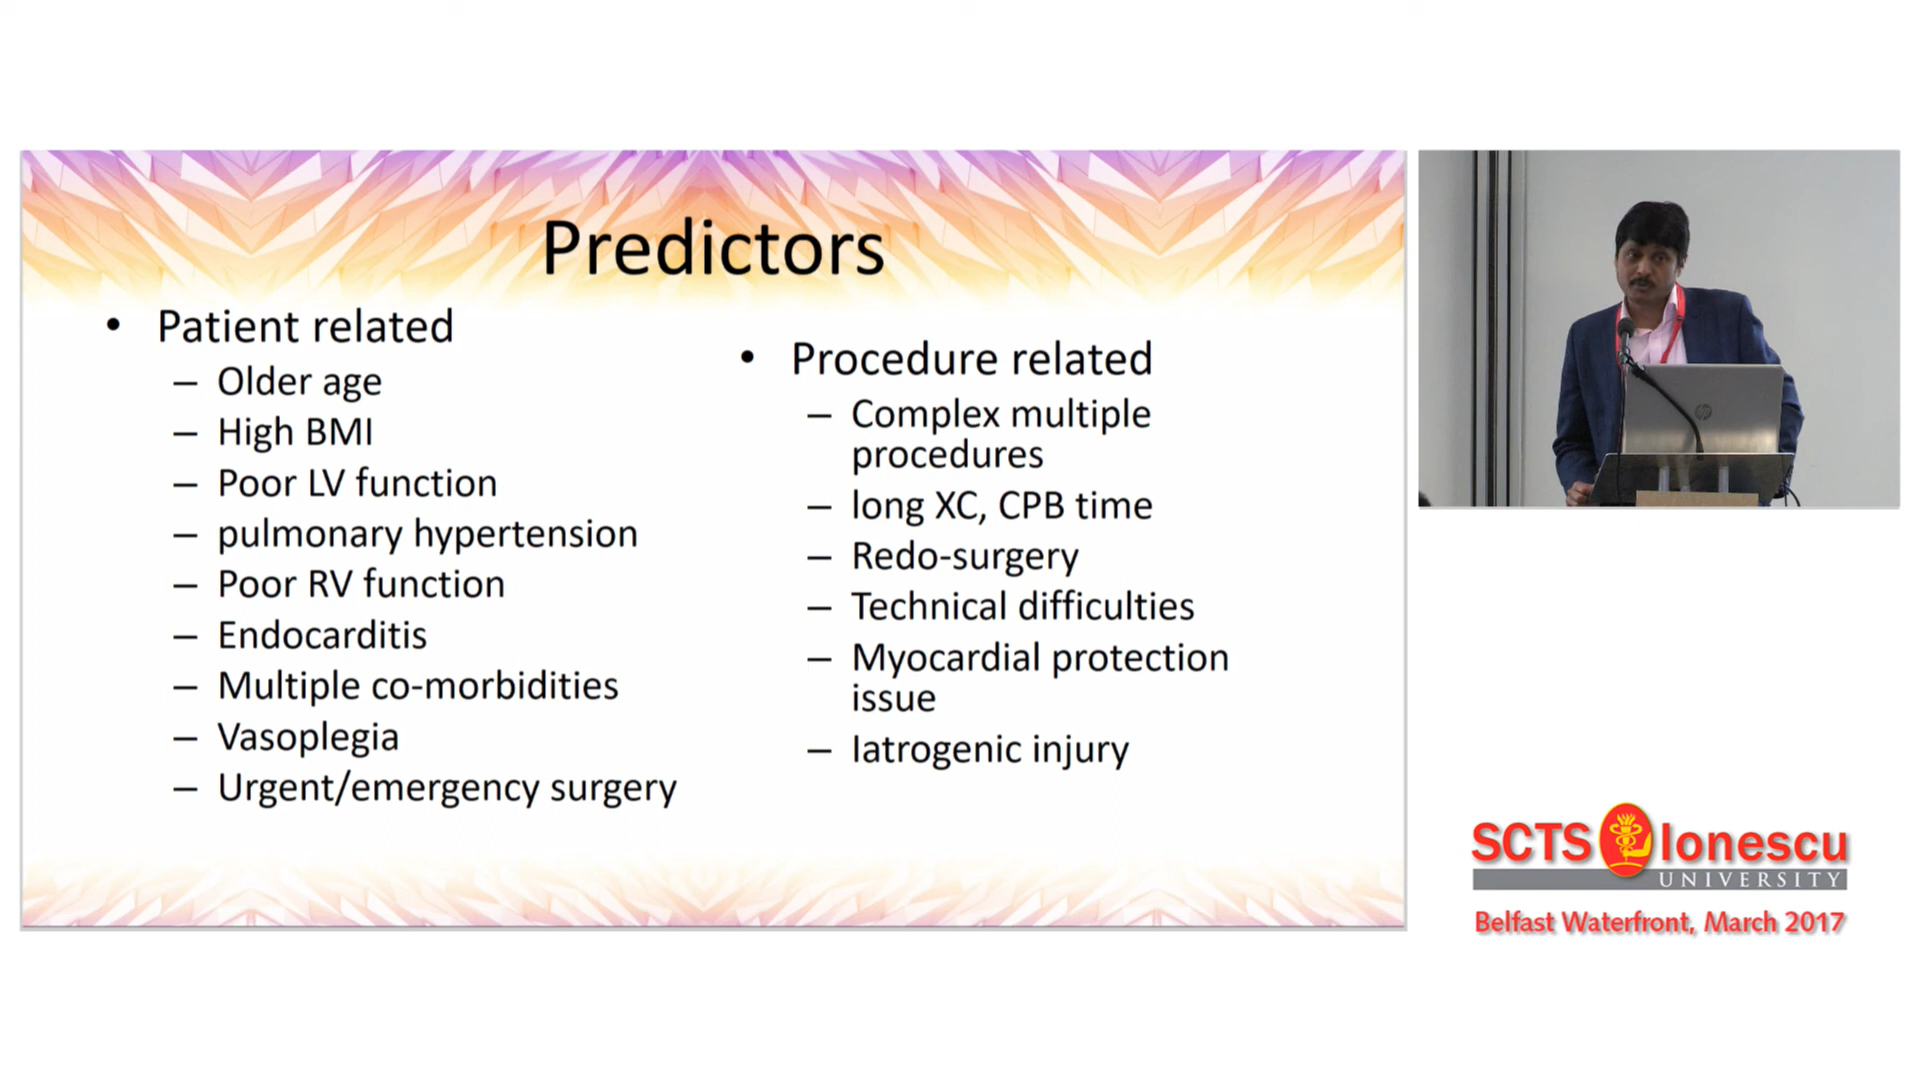 Predictors
• Patient related
– Older age
– High BMI
– Poor LV function
– pulmonary hypertension
– Poor RV function
– Endocarditis
– Multiple co-morbidities
– Vasoplegia
– Urgent/emergency surgery
• Procedure related
– Complex multiple
procedures
– long XC, CPB time
– Redo-surgery
– Technical difficulties
– Myocardial protection
issue
– Iatrogenic injury
hp
SCTS Ionescu
UNIVERSITY
Belfast Waterfront, March 2017